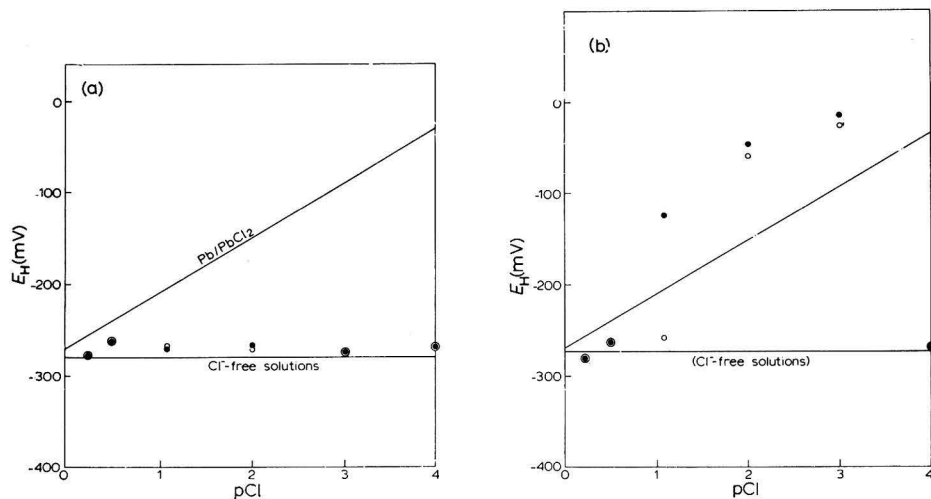 (a)
0
-100
-200
-300
-400
E_H(mV)
Pb/PbCl₂
Cl⁻-free solutions
0 1 2 3 4
pCl
(b)
0
-100
-200
-300
-400
E_H(mV)
(Cl⁻-free solutions)
0 1 2 3 4
pCl